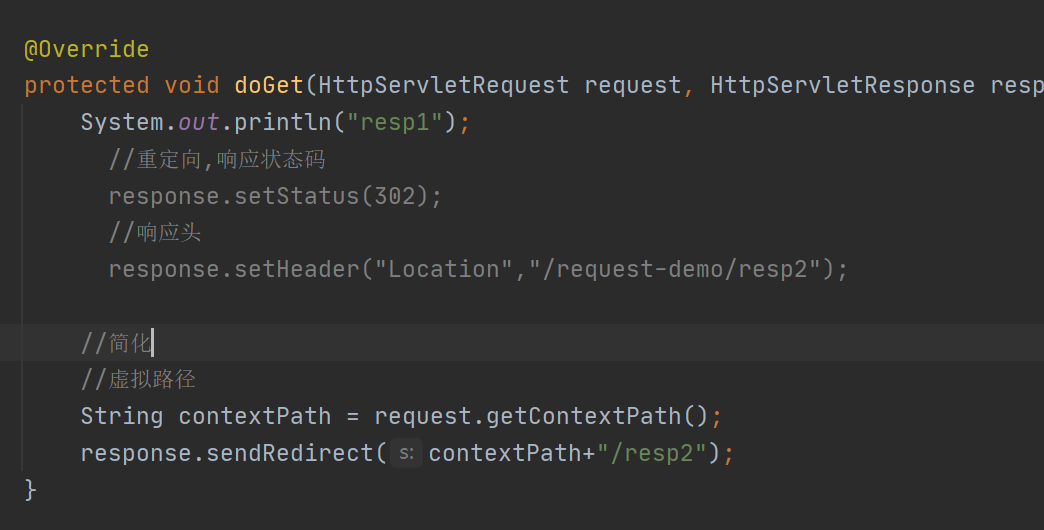 @Override
protected void doGet(HttpServletRequest request, HttpServletResponse resp
System.out.println("resp1");
//重定向,响应状态码
response.setStatus(302);
//响应头
response.setHeader("Location","/request-demo/resp2");
//简化
//虚拟路径
String contextPath = request.getContextPath();
response.sendRedirect( s: contextPath+"/resp2");
}